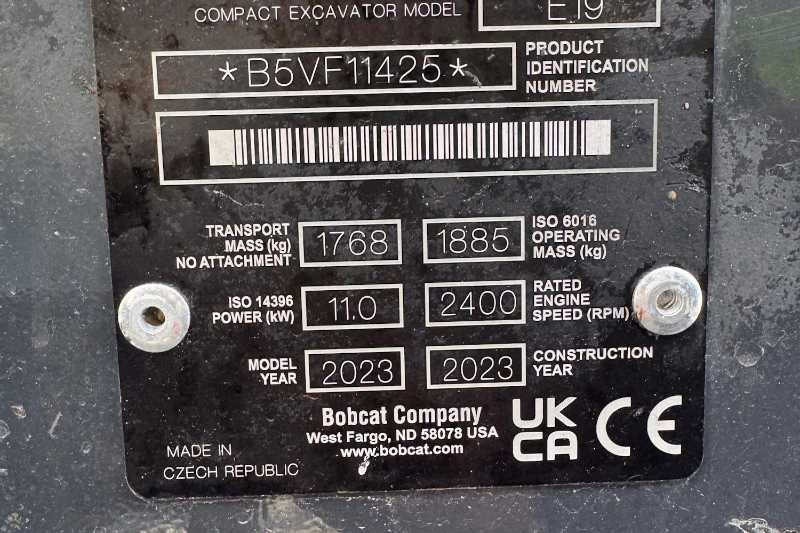 COMPACT EXCAVATOR MODEL E19
*B5VF11425* PRODUCT IDENTIFICATION NUMBER
TRANSPORT MASS (kg) NO ATTACHMENT 1768
1885 ISO 6016 OPERATING MASS (kg)
ISO 14396 POWER (kW) 11.0
2400 RATED ENGINE SPEED (RPM)
MODEL YEAR 2023
2023 CONSTRUCTION YEAR
Bobcat Company
West Fargo, ND 58078 USA
www.bobcat.com
UK CA CE
MADE IN
CZECH REPUBLIC